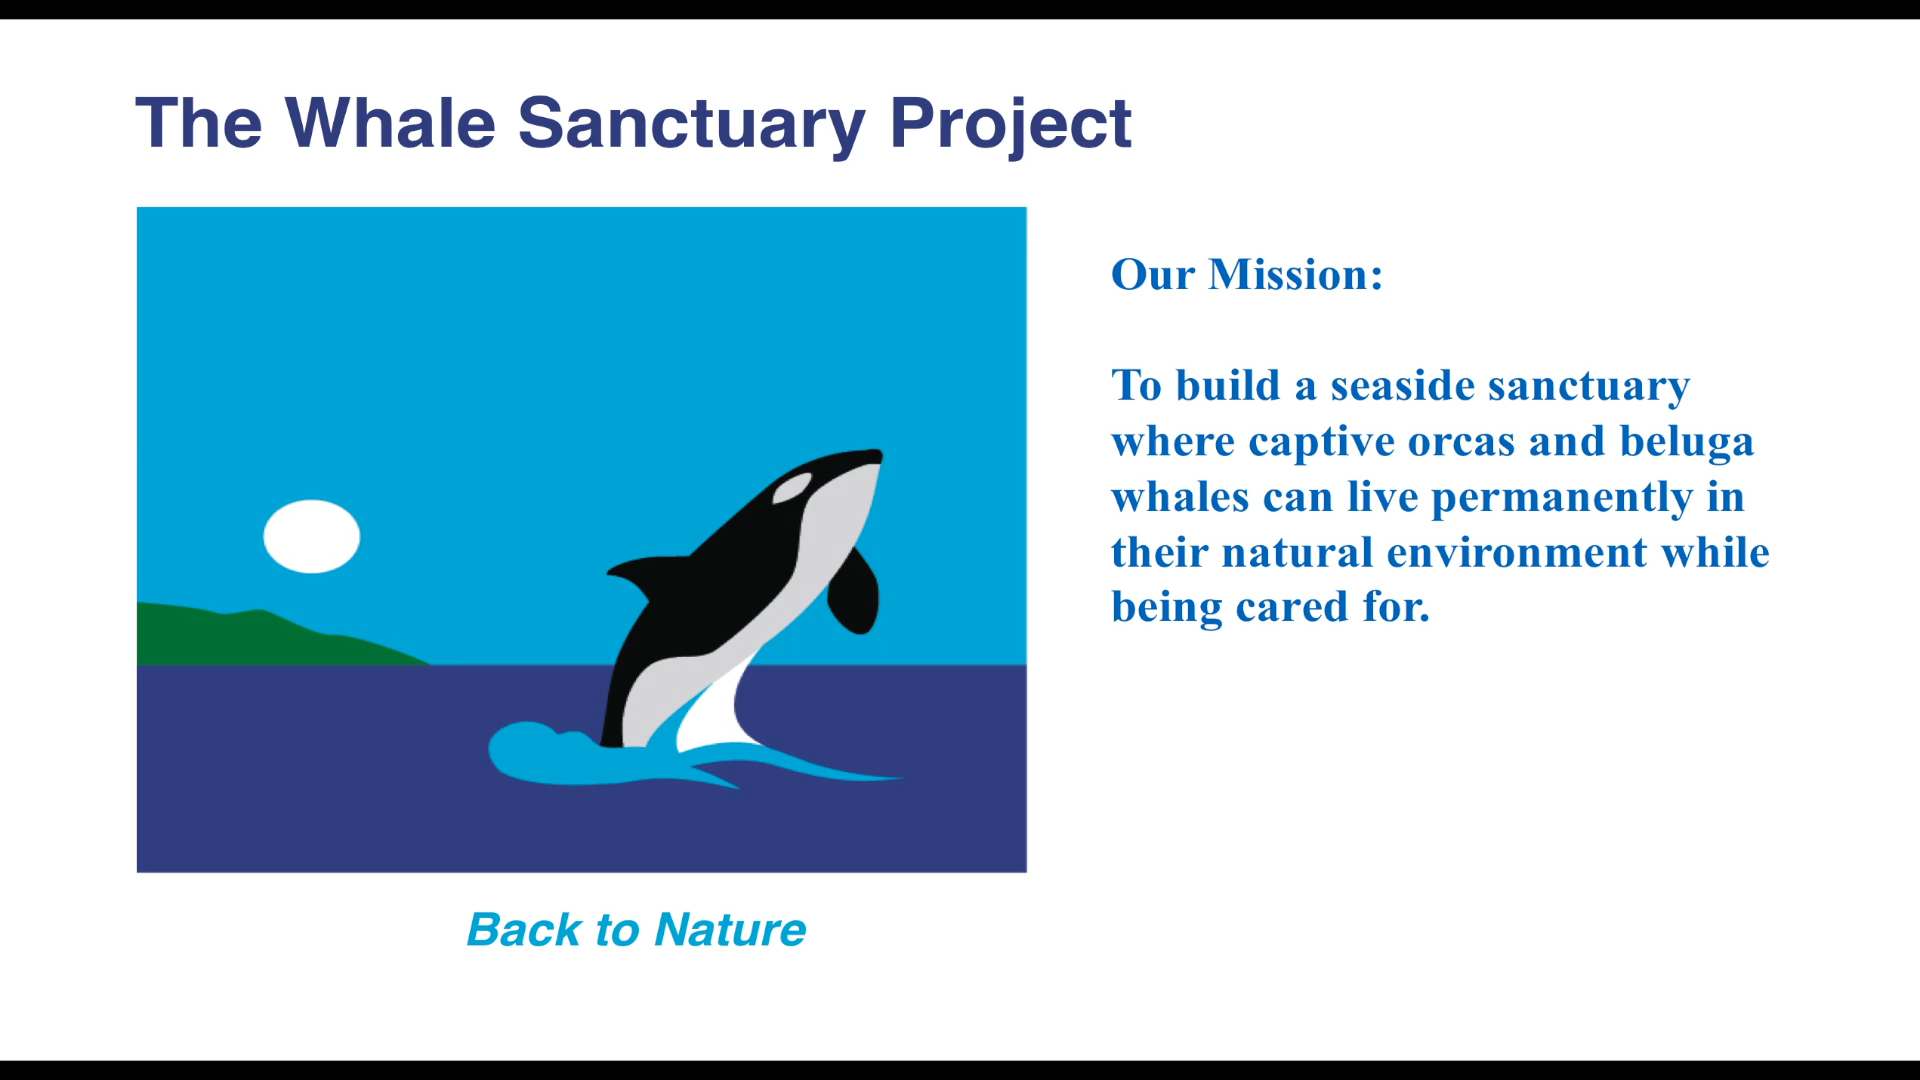 The Whale Sanctuary Project
Our Mission:
To build a seaside sanctuary
where captive orcas and beluga
whales can live permanently in
their natural environment while
being cared for.
Back to Nature